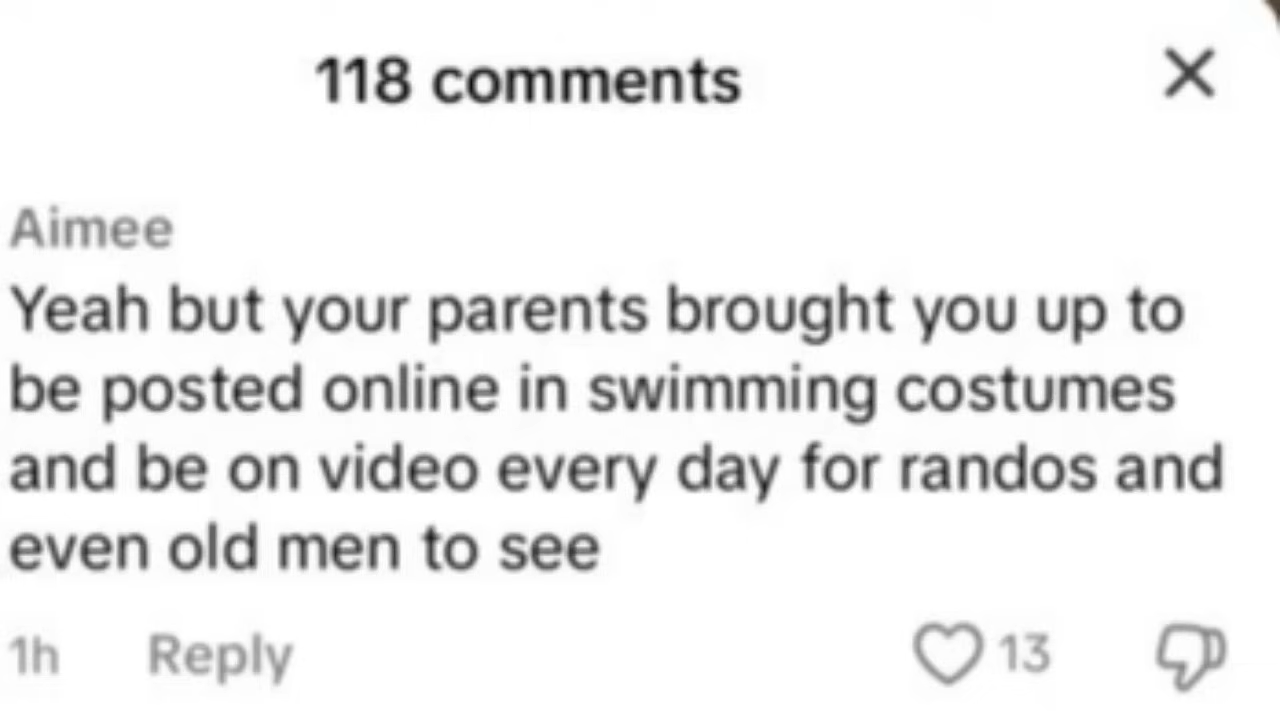 118 comments
Aimee
Yeah but your parents brought you up to
be posted online in swimming costumes
and be on video every day for randos and
even old men to see
1h Reply 13